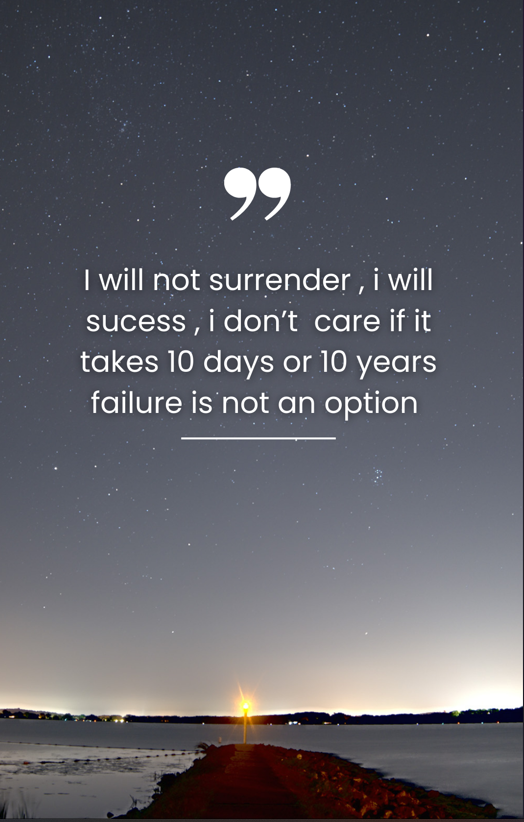 ”
I will not surrender , i will
sucess , i don’t  care if it
takes 10 days or 10 years
failure is not an option